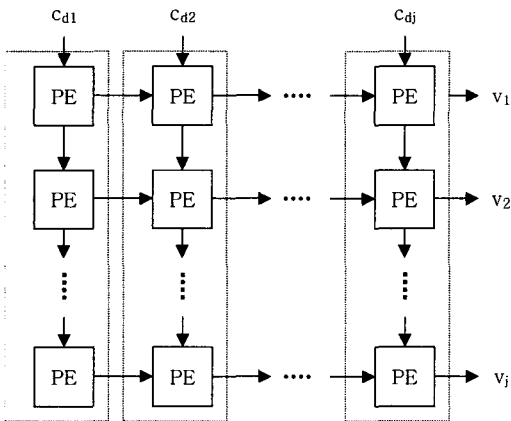 Cd1 Cd2 Cdj
PE PE ···· PE V1
PE PE ···· PE V2
PE PE ···· PE Vj